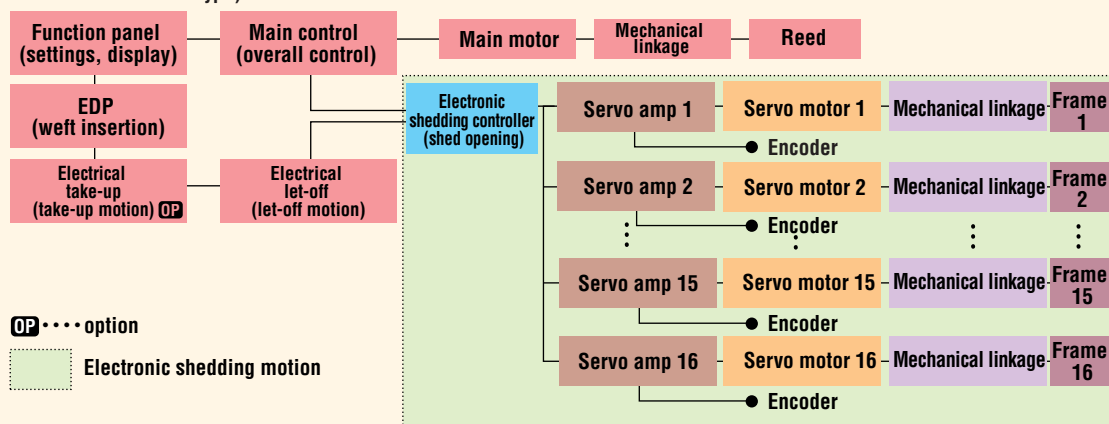 type)
Function panel
(settings, display)
Main control
(overall control)
Main motor
Mechanical
linkage
Reed
EDP
(weft insertion)
Electrical
take-up
(take-up motion) OP
Electrical
let-off
(let-off motion)
Electronic
shedding controller
(shed opening)
Servo amp 1
Servo motor 1
Mechanical linkage
Frame
1
Encoder
Servo amp 2
Servo motor 2
Mechanical linkage
Frame
2
Encoder
Servo amp 15
Servo motor 15
Mechanical linkage
Frame
15
Encoder
Servo amp 16
Servo motor 16
Mechanical linkage
Frame
16
Encoder
OP ････ option
Electronic shedding motion